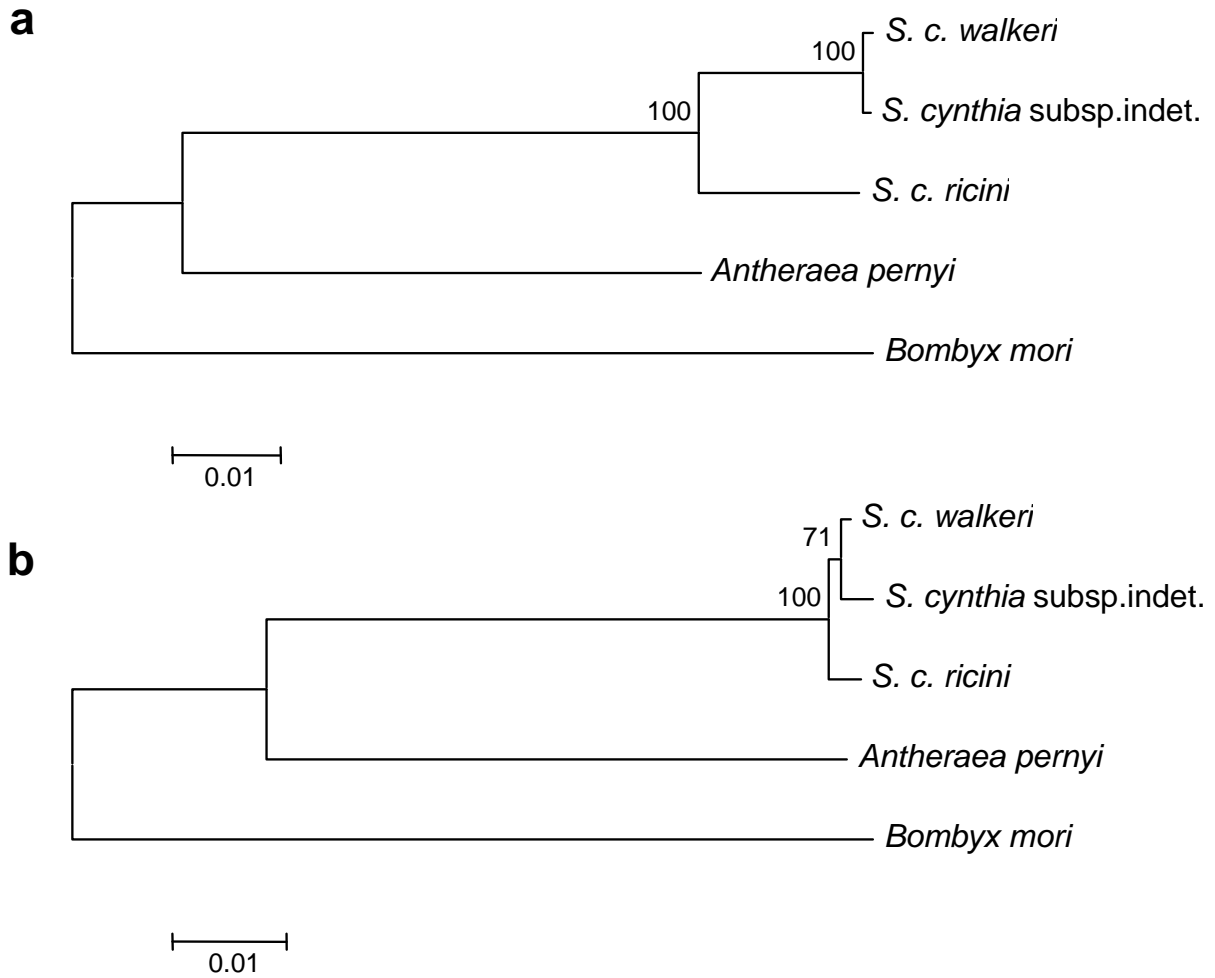 a
S. c. walkeri
100
S. cynthia subsp.indet.
100
S. c. ricini
Antheraea pernyi
Bombyx mori
0.01
b
S. c. walkeri
71
S. cynthia subsp.indet.
100
S. c. ricini
Antheraea pernyi
Bombyx mori
0.01